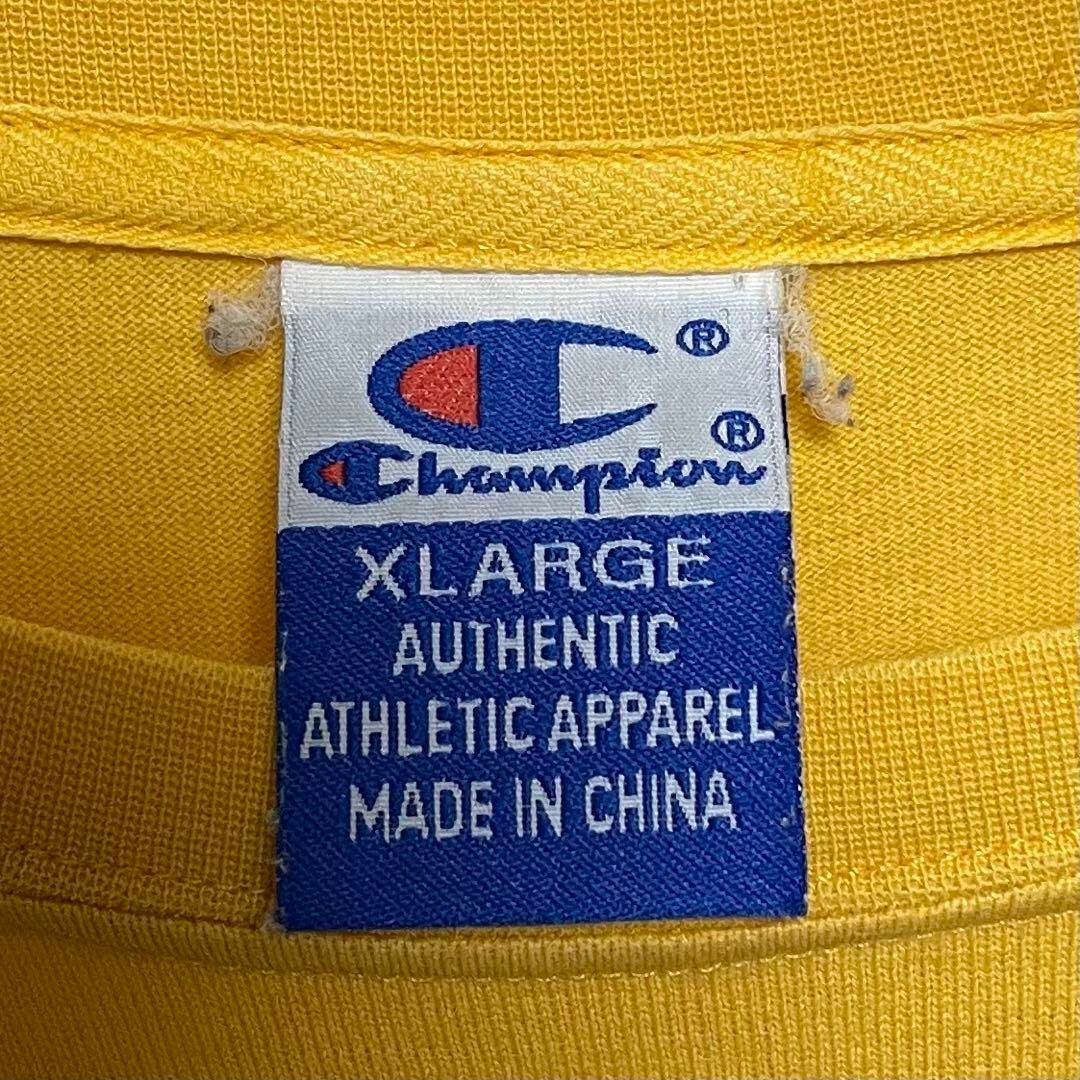 ®
Champion®
XLARGE
AUTHENTIC
ATHLETIC APPAREL
MADE IN CHINA